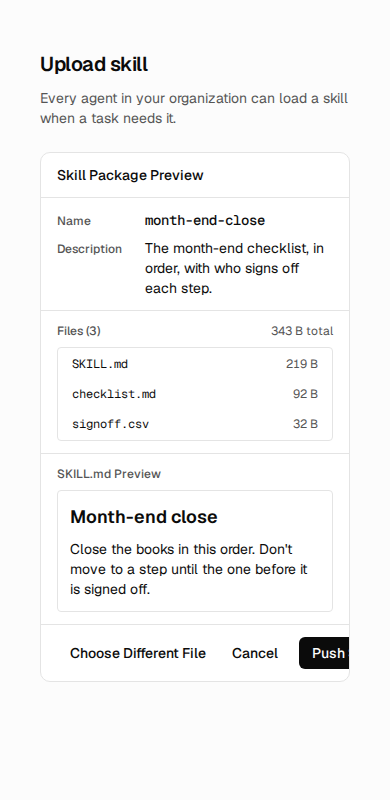 Upload skill
Every agent in your organization can load a skill
when a task needs it.
Skill Package Preview
Name month-end-close
Description The month-end checklist, in
order, with who signs off
each step.
Files (3) 343 B total
SKILL.md 219 B
checklist.md 92 B
signoff.csv 32 B
SKILL.md Preview
Month-end close
Close the books in this order. Don't
move to a step until the one before it
is signed off.
Choose Different File Cancel Push